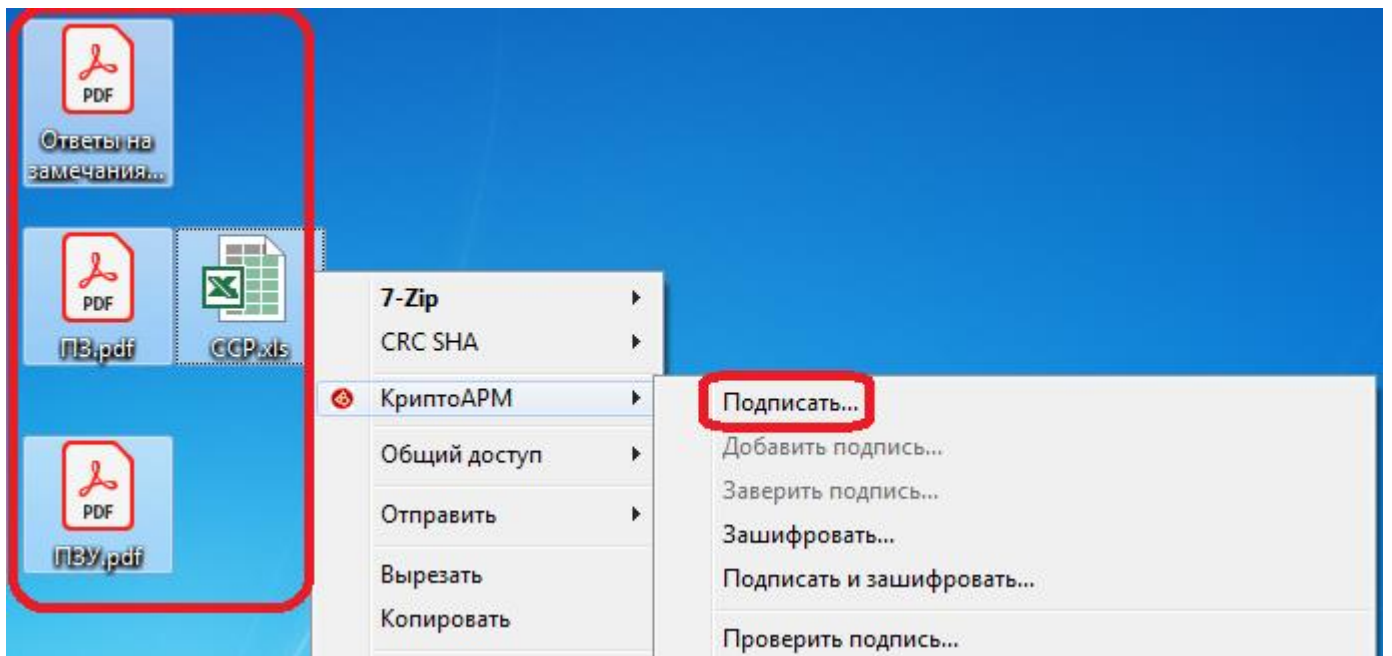 PDF
Ответы на
замечания...
PDF
ПЗ.pdf
ССР.xls
PDF
ПЗУ.pdf
7-Zip
CRC SHA
КриптоАРМ
Общий доступ
Отправить
Вырезать
Копировать
Подписать...
Добавить подпись...
Заверить подпись...
Зашифровать...
Подписать и зашифровать...
Проверить подпись...